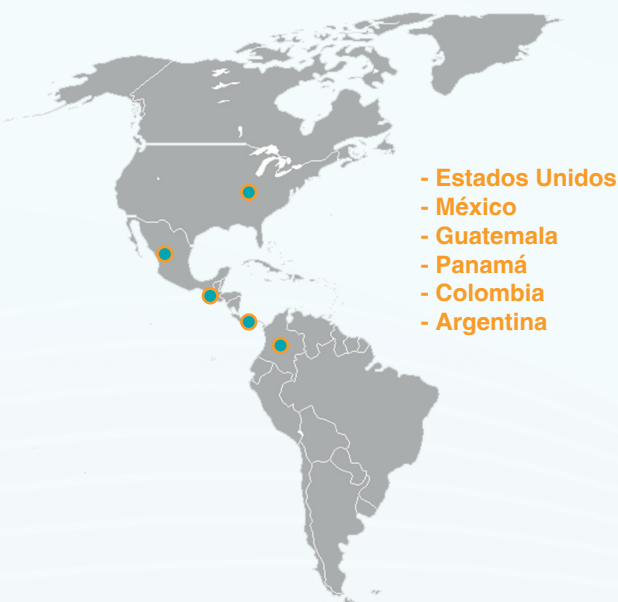 - Estados Unidos
- México
- Guatemala
- Panamá
- Colombia
- Argentina